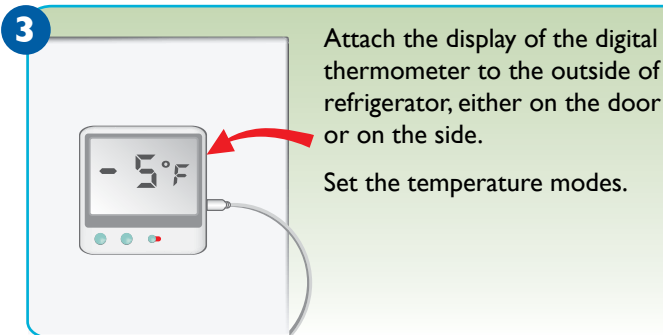 3
Attach the display of the digital
thermometer to the outside of
refrigerator, either on the door
or on the side.
Set the temperature modes.
- 5°F